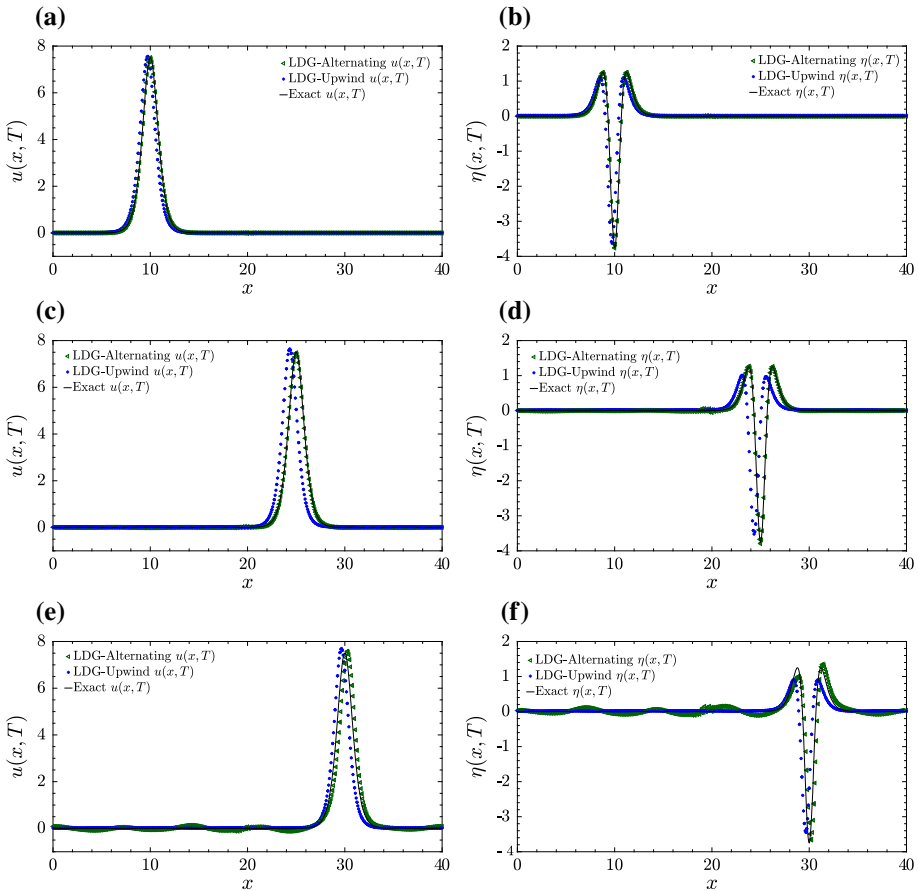 (a)
8
6
4
2
0
u(x, T)
0 10 20 30 40
x
LDG-Alternating u(x, T)
LDG-Upwind u(x, T)
Exact u(x, T)
(b)
2
1
0
-1
-2
-3
-4
η(x, T)
0 10 20 30 40
x
LDG-Alternating η(x, T)
LDG-Upwind η(x, T)
Exact η(x, T)
(c)
8
6
4
2
0
u(x, T)
0 10 20 30 40
x
LDG-Alternating u(x, T)
LDG-Upwind u(x, T)
Exact u(x, T)
(d)
2
1
0
-1
-2
-3
-4
η(x, T)
0 10 20 30 40
x
LDG-Alternating η(x, T)
LDG-Upwind η(x, T)
Exact η(x, T)
(e)
8
6
4
2
0
u(x, T)
0 10 20 30 40
x
LDG-Alternating u(x, T)
LDG-Upwind u(x, T)
Exact u(x, T)
(f)
2
1
0
-1
-2
-3
-4
η(x, T)
0 10 20 30 40
x
LDG-Alternating η(x, T)
LDG-Upwind η(x, T)
Exact η(x, T)